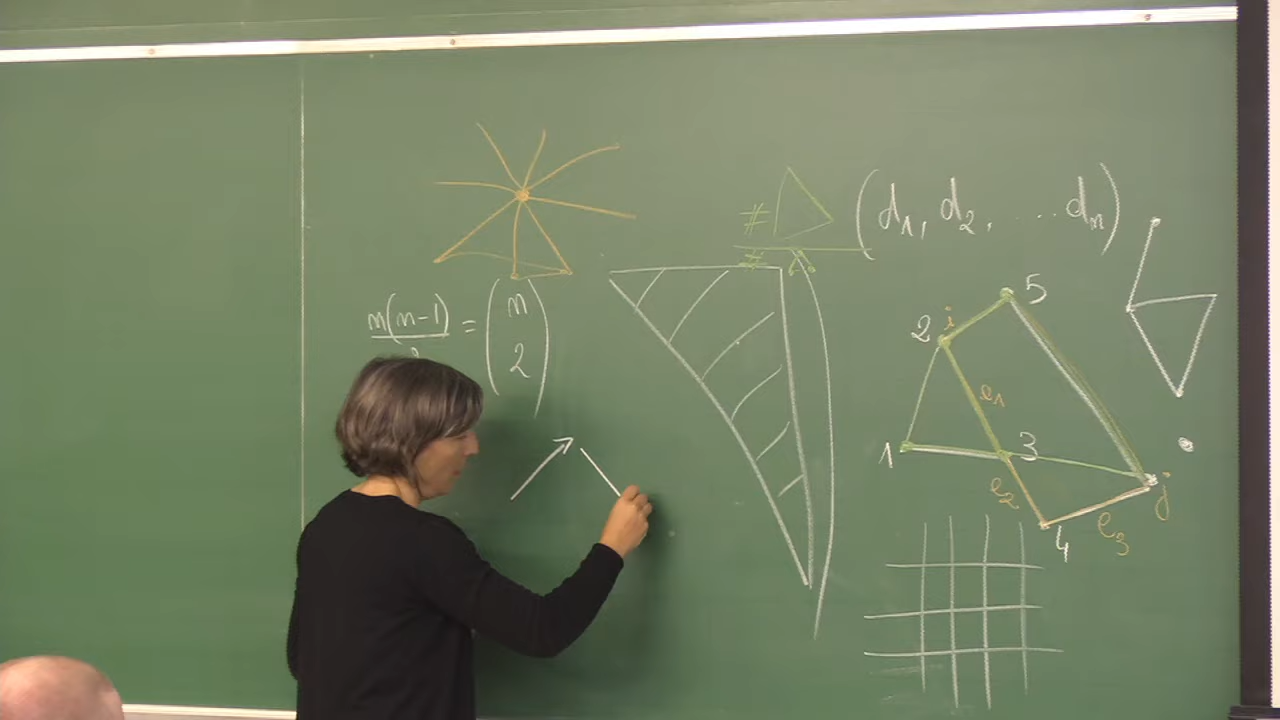 # (d1, d2, .... dn)
#
n(n-1) = (n
2)
5
2 i
e1
1 3
e2 j
e3
4